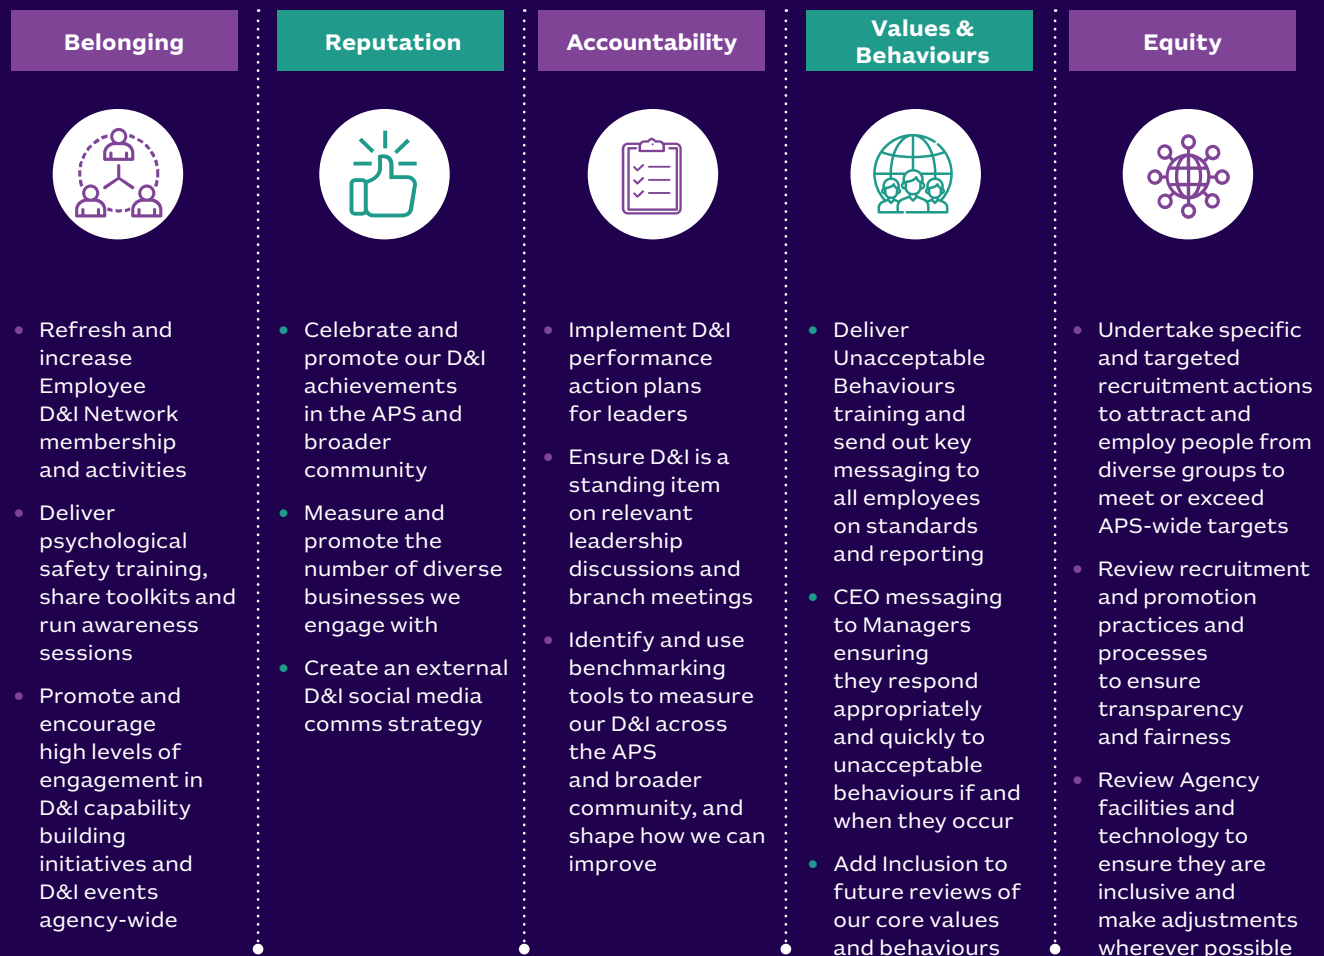 Belonging
Refresh and
increase
Employee
D&I Network
membership
and activities
Deliver
psychological
safety training,
share toolkits and
run awareness
sessions
Promote and
encourage
high levels of
engagement in
D&I capability
building
initiatives and
D&I events
agency-wide
Reputation
Celebrate and
promote our D&I
achievements
in the APS and
broader
community
Measure and
promote the
number of diverse
businesses we
engage with
Create an external
D&I social media
comms strategy
Accountability
Implement D&I
performance
action plans
for leaders
Ensure D&I is a
standing item
on relevant
leadership
discussions and
branch meetings
Identify and use
benchmarking
tools to measure
our D&I across
the APS
and broader
community, and
shape how we can
improve
Values &
Behaviours
Deliver
Unacceptable
Behaviours
training and
send out key
messaging to
all employees
on standards
and reporting
CEO messaging
to Managers
ensuring
they respond
appropriately
and quickly to
unacceptable
behaviours if and
when they occur
Add Inclusion to
future reviews of
our core values
and behaviours
Equity
Undertake specific
and targeted
recruitment actions
to attract and
employ people from
diverse groups to
meet or exceed
APS-wide targets
Review recruitment
and promotion
practices and
processes
to ensure
transparency
and fairness
Review Agency
facilities and
technology to
ensure they are
inclusive and
make adjustments
wherever possible